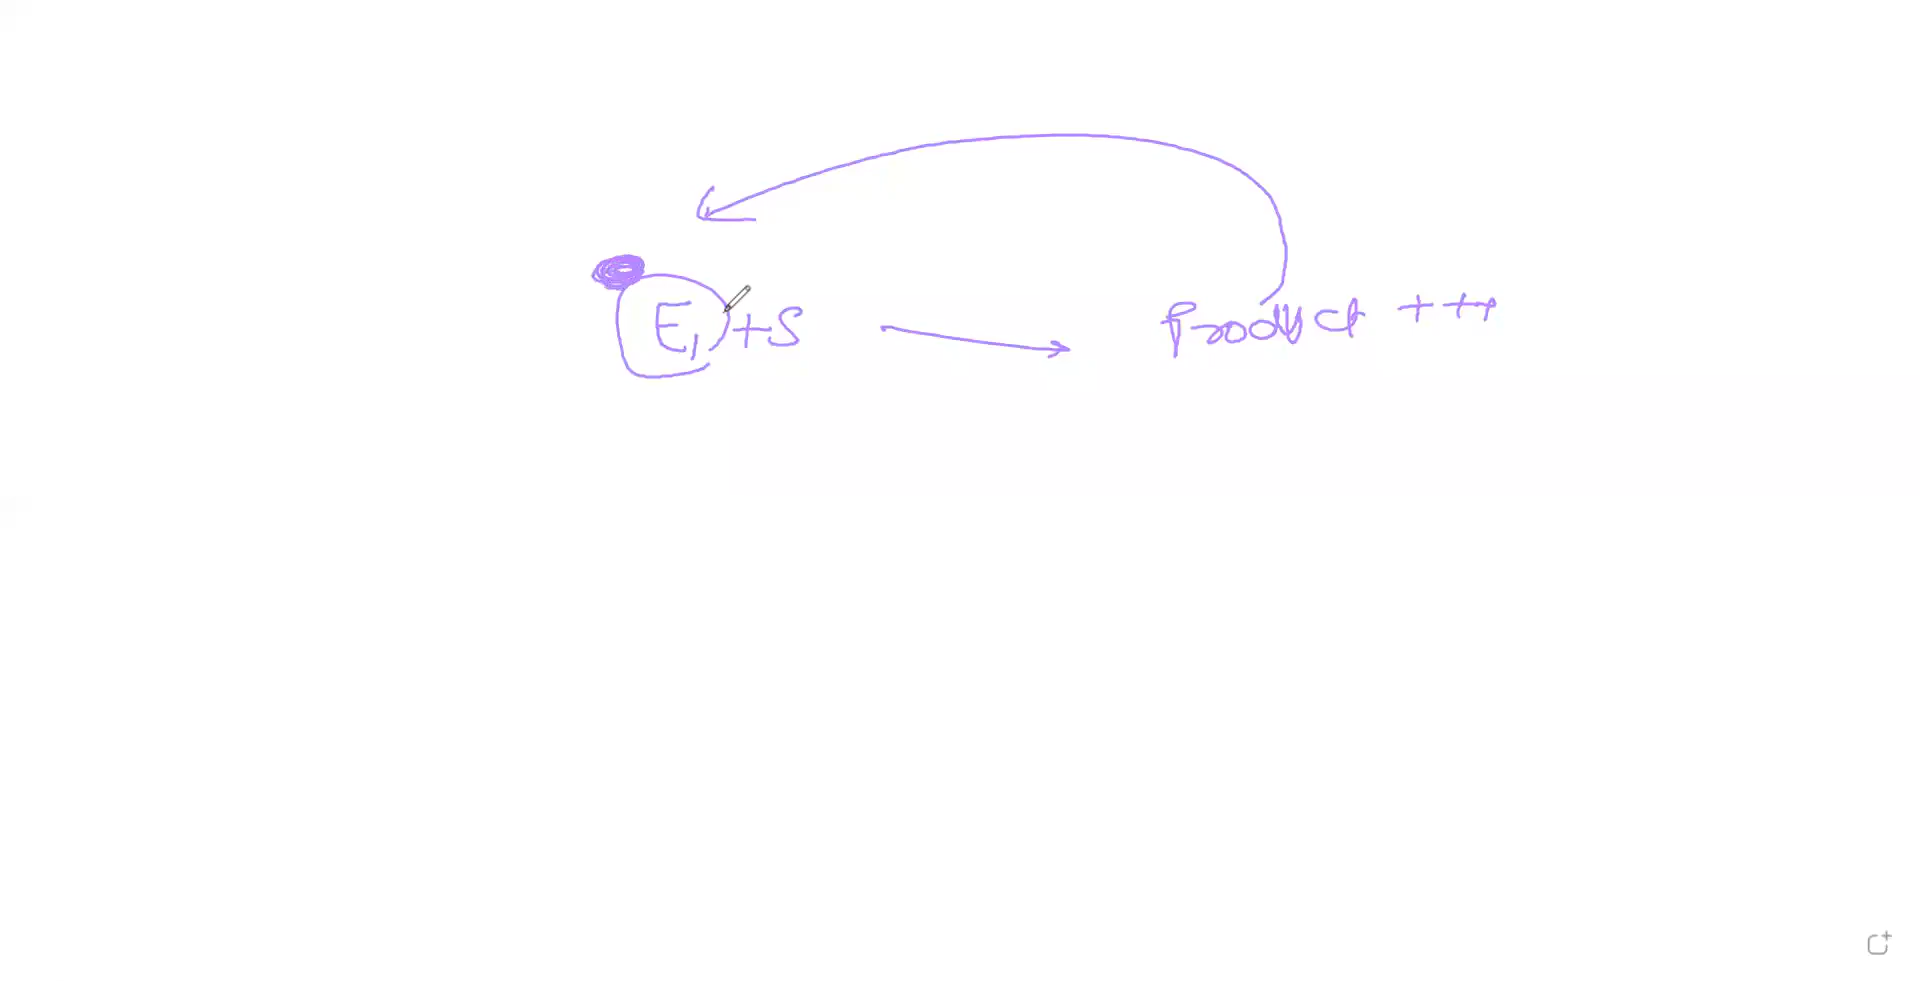 E₁ + S → Product +++